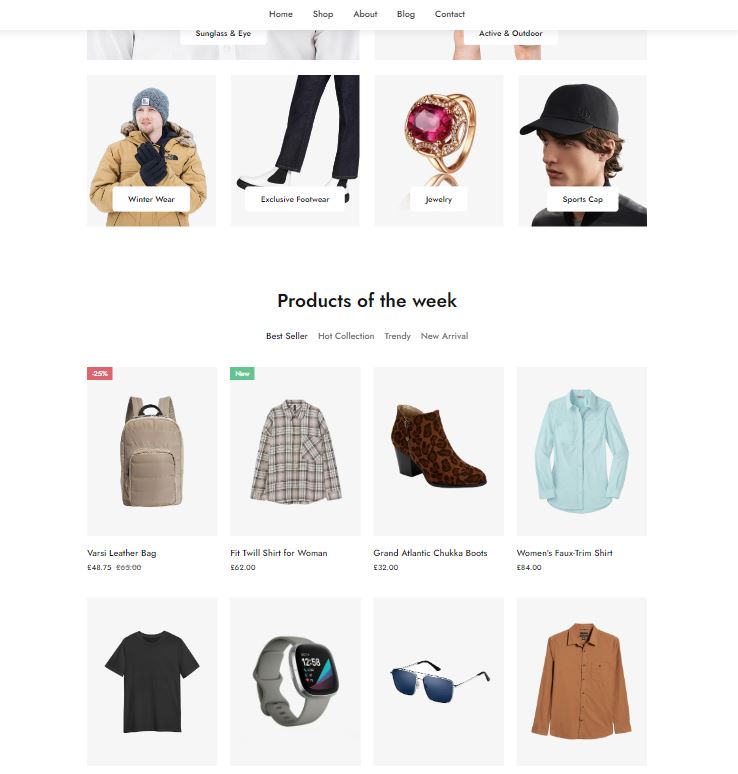 Home Shop About Blog Contact
Sunglass & Eye Active & Outdoor
Winter Wear Exclusive Footwear Jewelry Sports Cap
Products of the week
Best Seller Hot Collection Trendy New Arrival
-25% New
Varsi Leather Bag Fit Twill Shirt for Woman Grand Atlantic Chukka Boots Women's Faux-Trim Shirt
£48.75 £65.00 £62.00 £32.00 £84.00
12:58